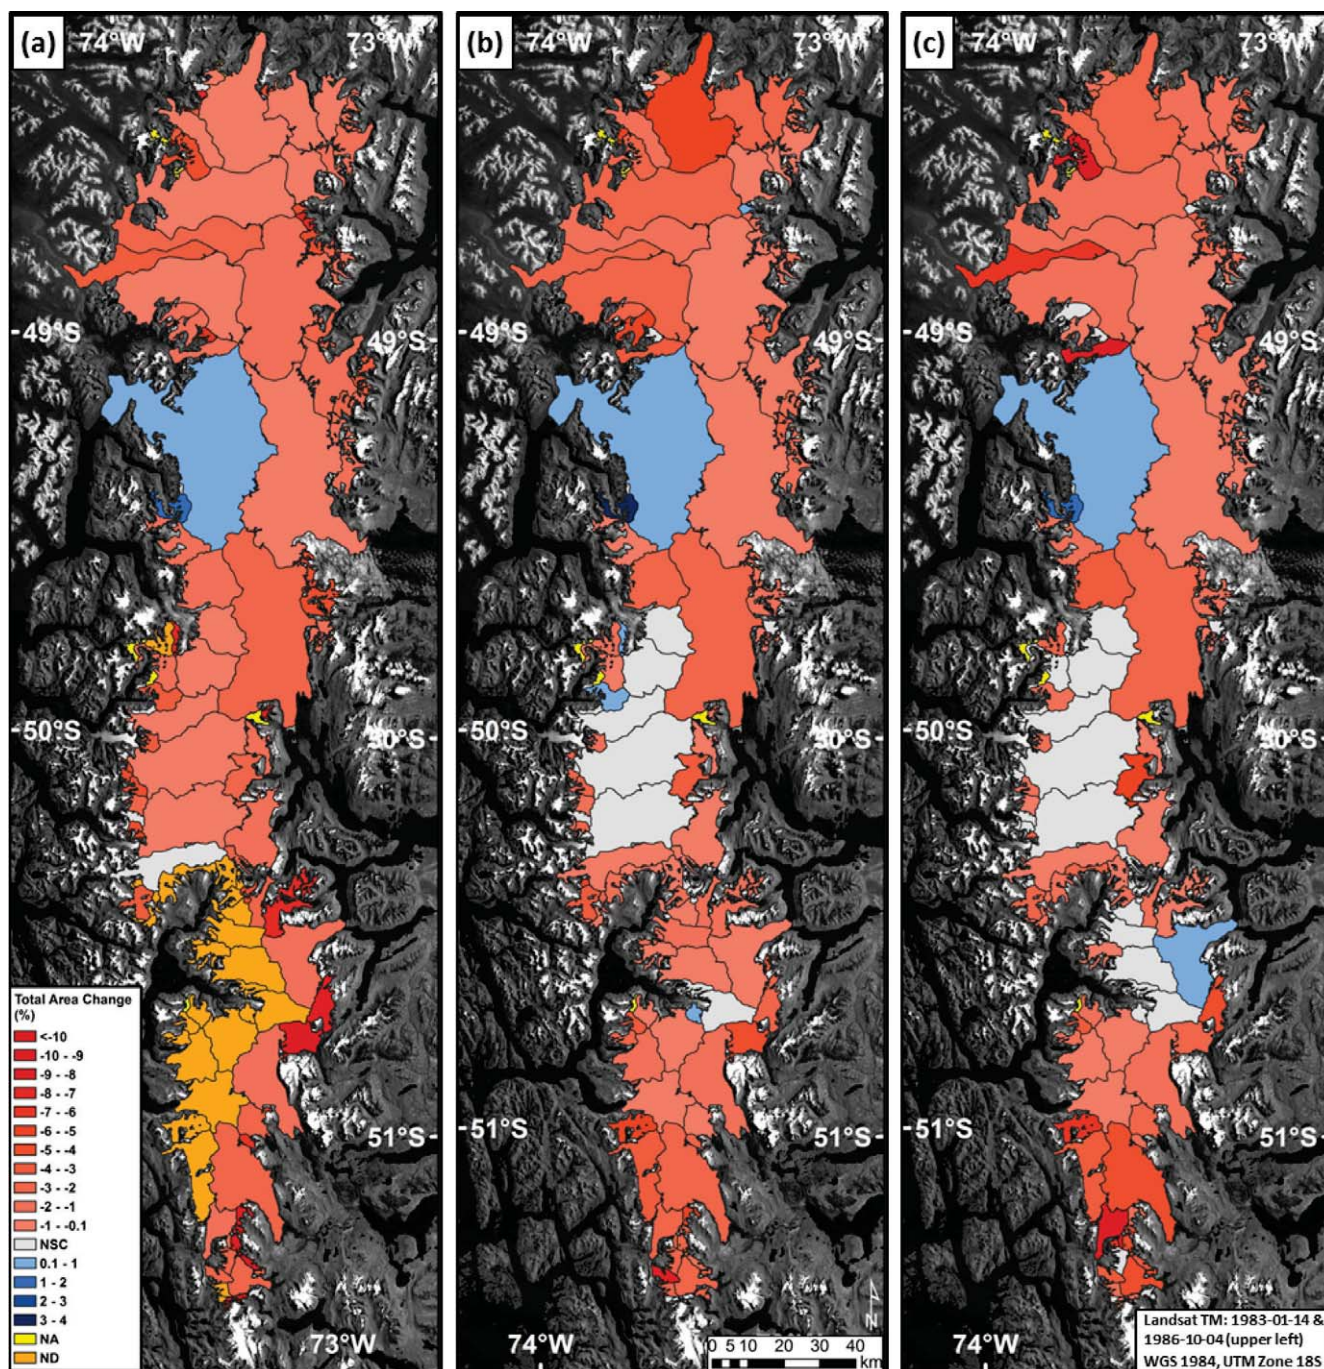 (a)
74°W
73°W
(b)
74°W
73°W
(c)
74°W
73°W
49°S
49°S
49°S
49°S
49°S
49°S
50°S
50°S
50°S
50°S
50°S
50°S
Total Area Change
(%)
<-10
-10 - -9
-9 - -8
-8 - -7
-7 - -6
-6 - -5
-5 - -4
-4 - -3
-3 - -2
-2 - -1
-1 - -0.1
NSC
0.1 - 1
1 - 2
2 - 3
3 - 4
NA
ND
51°S
51°S
51°S
51°S
51°S
73°W
74°W
N
0 5 10 20 30 40
km
74°W
Landsat TM: 1983-01-14 &
1986-10-04 (upper left)
WGS 1984, UTM Zone 18S